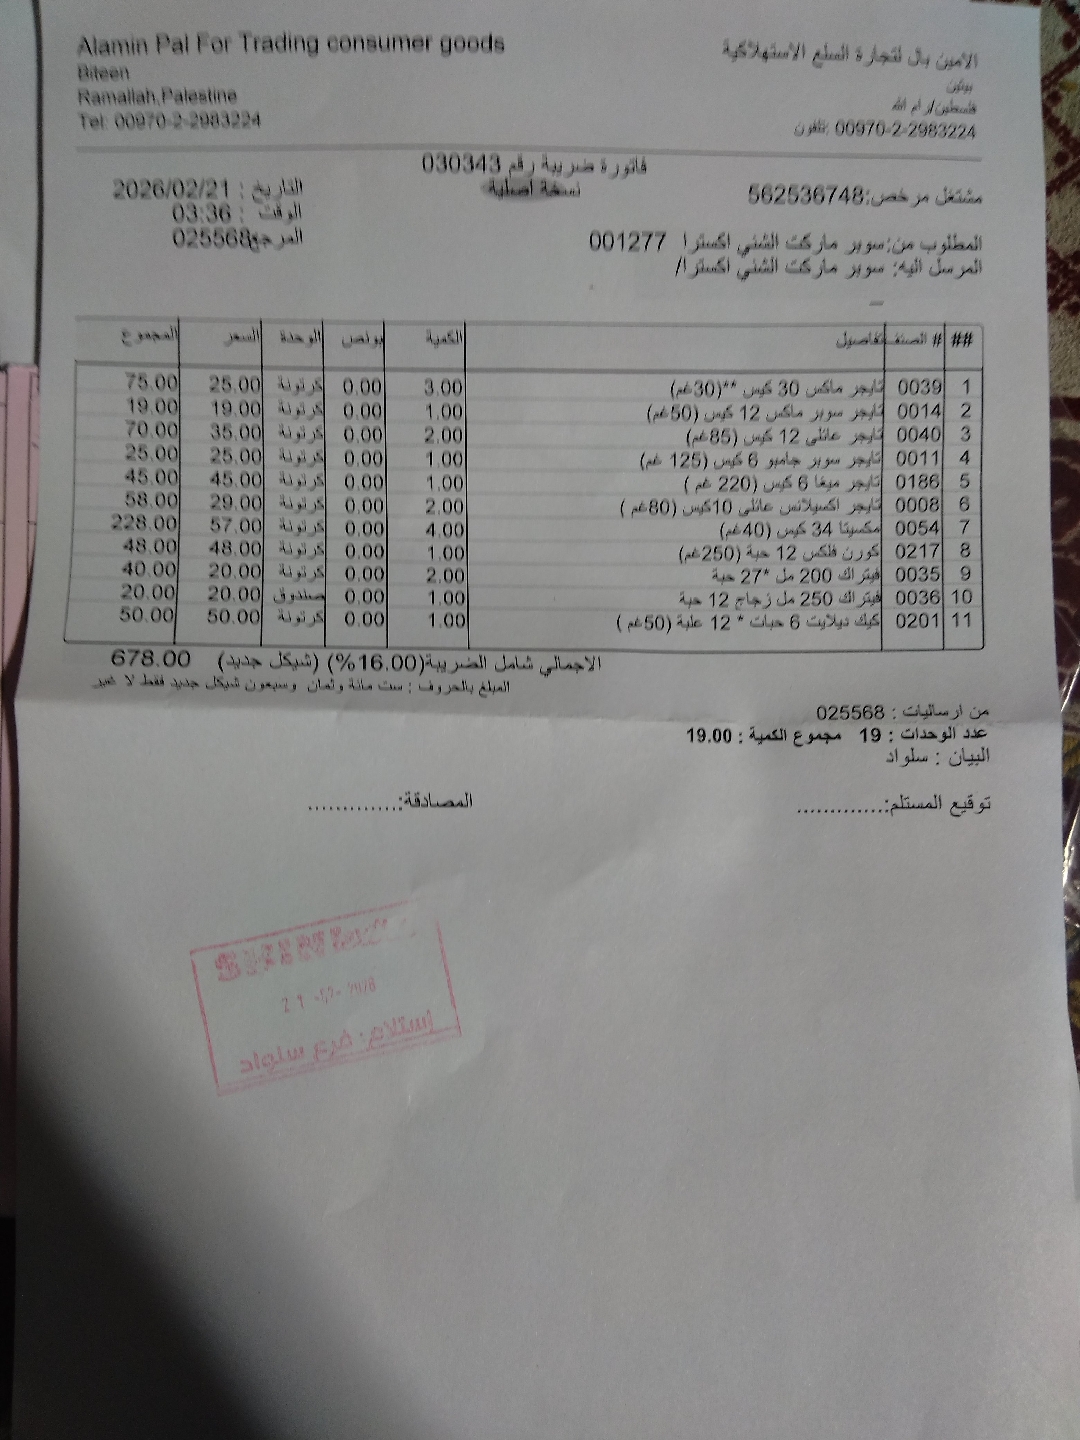 Alamin Pal For Trading consumer goods
Biteen
Ramallah,Palestine
Tel: 00970-2-2983224
الامين بال لتجارة السلع الاستهلاكية
بيتين
فلسطين/رام الله
تلفون: 00970-2-2983224
فاتورة ضريبة رقم 030343
نسخة اصلية
مشتغل مرخص:562536748
التاريخ : 2026/02/21
الوقت : 03:36
المرجع025568
المطلوب من:سوبر ماركت الشني اكسترا 001277
المرسل اليه: سوبر ماركت الشني اكسترا/
## # الصنف تفاصيل الكمية بونص الوحدة السعر المجموع
1 0039 تايجر ماكس 30 كيس **(30غم) 3.00 0.00 كرتونة 25.00 75.00
2 0014 تايجر سوبر ماكس 12 كيس (50غم) 1.00 0.00 كرتونة 19.00 19.00
3 0040 تايجر عائلي 12 كيس (85غم) 2.00 0.00 كرتونة 35.00 70.00
4 0011 تايجر سوبر جامبو 6 كيس (125 غم) 1.00 0.00 كرتونة 25.00 25.00
5 0186 تايجر ميغا 6 كيس (220 غم ) 1.00 0.00 كرتونة 45.00 45.00
6 0008 تايجر اكسيلانس عائلي 10كيس (80غم ) 2.00 0.00 كرتونة 29.00 58.00
7 0054 مكسيتا 34 كيس (40غم) 4.00 0.00 كرتونة 57.00 228.00
8 0217 كورن فلكس 12 حبة (250غم) 1.00 0.00 كرتونة 48.00 48.00
9 0035 فيتراك 200 مل *27 حبة 2.00 0.00 كرتونة 20.00 40.00
10 0036 فيتراك 250 مل زجاج 12 حبة 1.00 0.00 صندوق 20.00 20.00
11 0201 كيك ديلايت 6 حبات * 12 علبة (50غم ) 1.00 0.00 كرتونة 50.00 50.00
الاجمالي شامل الضريبة(16.00%) (شيكل جديد) 678.00
المبلغ بالحروف : ست مائة وثمان وسبعون شيكل جديد فقط لا غير
من ارساليات : 025568
عدد الوحدات : 19 مجموع الكمية : 19.00
البيان : سلواد
توقيع المستلم:..............
المصادقة:..............
استلام - فرع سلواد